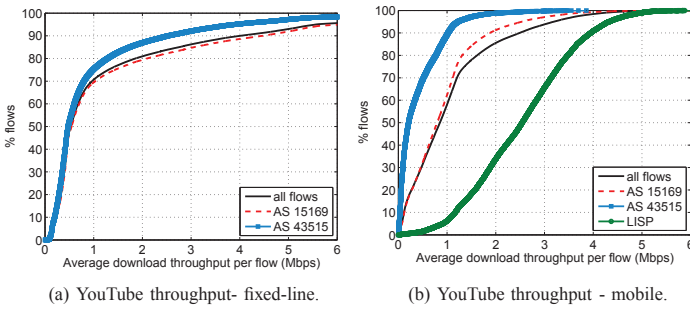 100
90
80
70
60
50
40
30
20
10
0
% flows
0 1 2 3 4 5 6
Average download throughput per flow (Mbps)
all flows
AS 15169
AS 43515
(a) YouTube throughput- fixed-line.
100
90
80
70
60
50
40
30
20
10
0
% flows
0 1 2 3 4 5 6
Average download throughput per flow (Mbps)
all flows
AS 15169
AS 43515
LISP
(b) YouTube throughput - mobile.